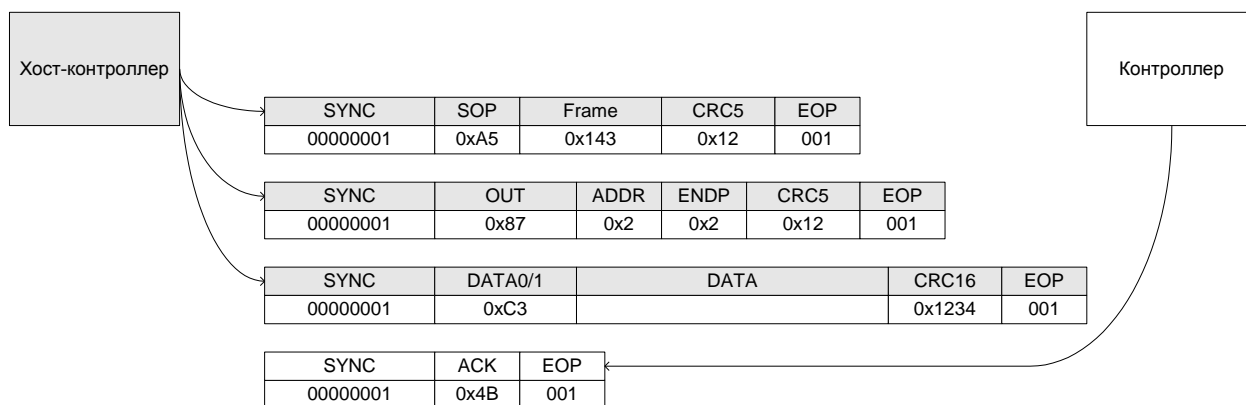 Хост-контроллер
Контроллер
SYNC SOP Frame CRC5 EOP
00000001 0xA5 0x143 0x12 001
SYNC OUT ADDR ENDP CRC5 EOP
00000001 0x87 0x2 0x2 0x12 001
SYNC DATA0/1 DATA CRC16 EOP
00000001 0xC3 0x1234 001
SYNC ACK EOP
00000001 0x4B 001